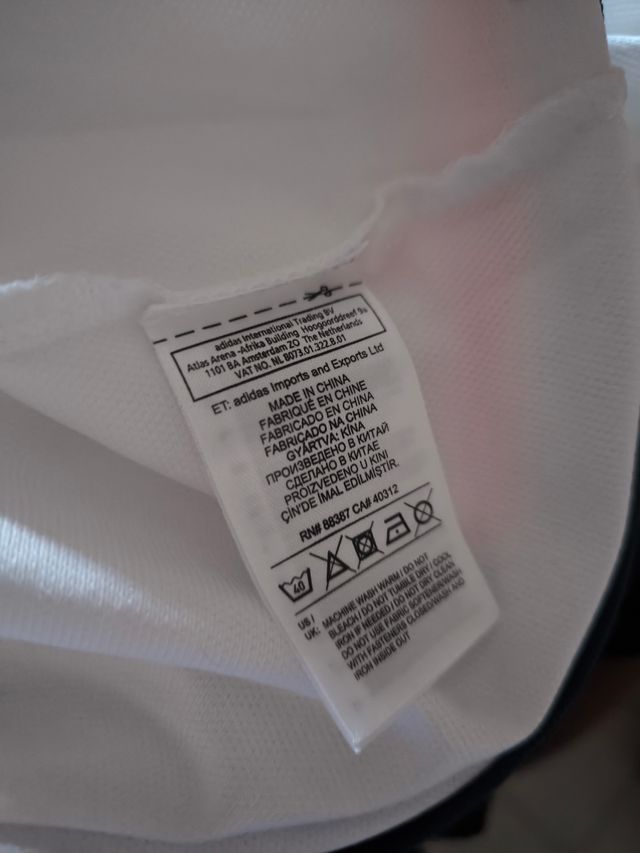 adidas International Trading BV
Atlas Arena -Afrika Building Hoogoorddreef 9a
1101 BA Amsterdam ZO The Netherlands
VAT NO. NL 8073.01.322.B.01
ET: adidas Imports and Exports Ltd
MADE IN CHINA
FABRIQUÉ EN CHINE
FABRICADO EN CHINA
FABRICADO NA CHINA
GYÁRTVA: KÍNA
ПРОИЗВЕДЕНО В КИТАЙ
СДЕЛАНО В КИТАЕ
PROIZVEDENO U KINI
ÇİN'DE İMAL EDİLMİŞTİR.
RN# 88387 CA# 40312
40
US / UK: MACHINE WASH WARM / DO NOT
BLEACH / DO NOT TUMBLE DRY / COOL
IRON IF NEEDED / DO NOT DRY CLEAN
DO NOT USE FABRIC SOFTENER/WASH
WITH FASTENERS CLOSED/WASH AND
IRON INSIDE OUT